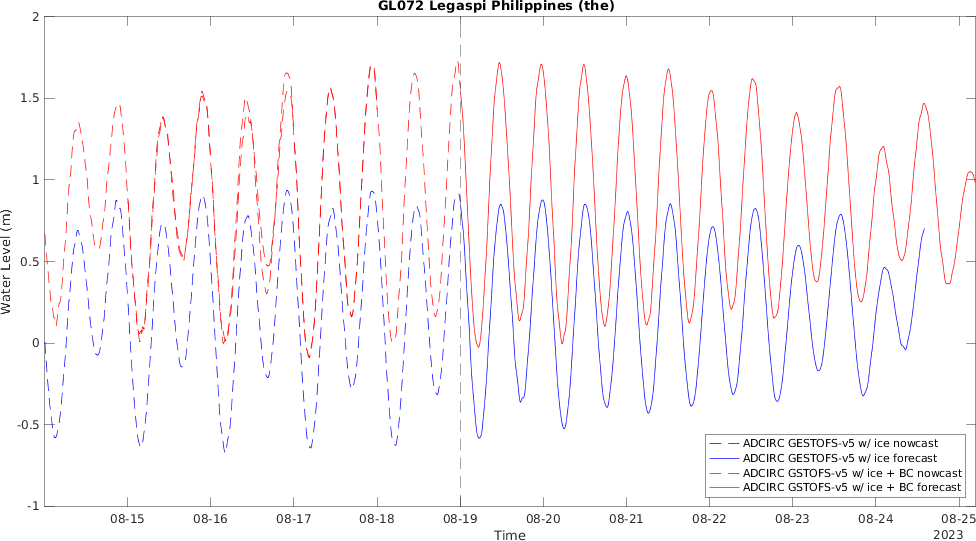 GL072 Legaspi Philippines (the)
2
1.5
1
0.5
0
-0.5
-1
Water Level (m)
08-15 08-16 08-17 08-18 08-19 08-20 08-21 08-22 08-23 08-24 08-25
Time
2023
ADCIRC GESTOFS-v5 w/ ice nowcast
ADCIRC GESTOFS-v5 w/ ice forecast
ADCIRC GSTOFS-v5 w/ ice + BC nowcast
ADCIRC GSTOFS-v5 w/ ice + BC forecast